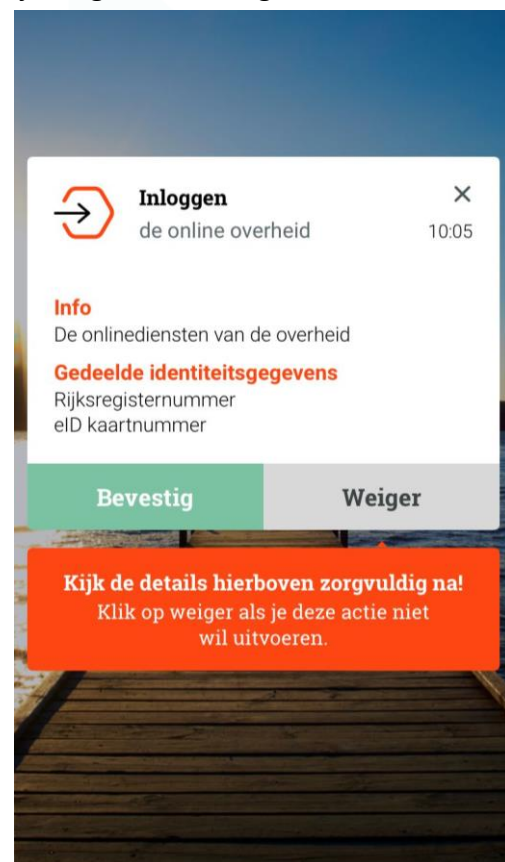 Inloggen
de online overheid
10:05
Info
De onlinediensten van de overheid
Gedeelde identiteitsgegevens
Rijksregisternummer
eID kaartnummer
Bevestig
Weiger
Kijk de details hierboven zorgvuldig na!
Klik op weiger als je deze actie niet
wil uitvoeren.